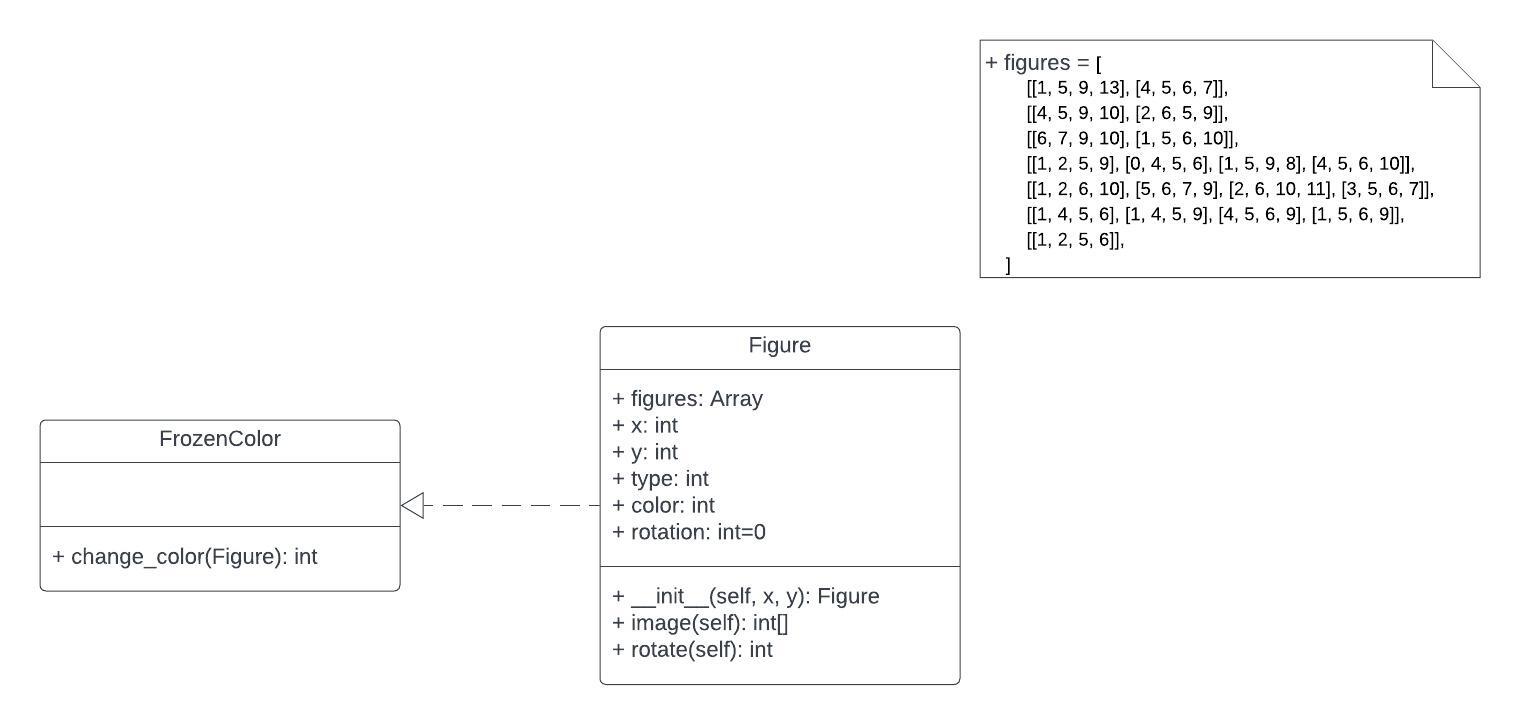 + figures = [
[[1, 5, 9, 13], [4, 5, 6, 7]],
[[4, 5, 9, 10], [2, 6, 5, 9]],
[[6, 7, 9, 10], [1, 5, 6, 10]],
[[1, 2, 5, 9], [0, 4, 5, 6], [1, 5, 9, 8], [4, 5, 6, 10]],
[[1, 2, 6, 10], [5, 6, 7, 9], [2, 6, 10, 11], [3, 5, 6, 7]],
[[1, 4, 5, 6], [1, 4, 5, 9], [4, 5, 6, 9], [1, 5, 6, 9]],
[[1, 2, 5, 6]],
]
Figure
+ figures: Array
+ x: int
+ y: int
+ type: int
+ color: int
+ rotation: int=0
+ __init__(self, x, y): Figure
+ image(self): int[]
+ rotate(self): int
FrozenColor
+ change_color(Figure): int